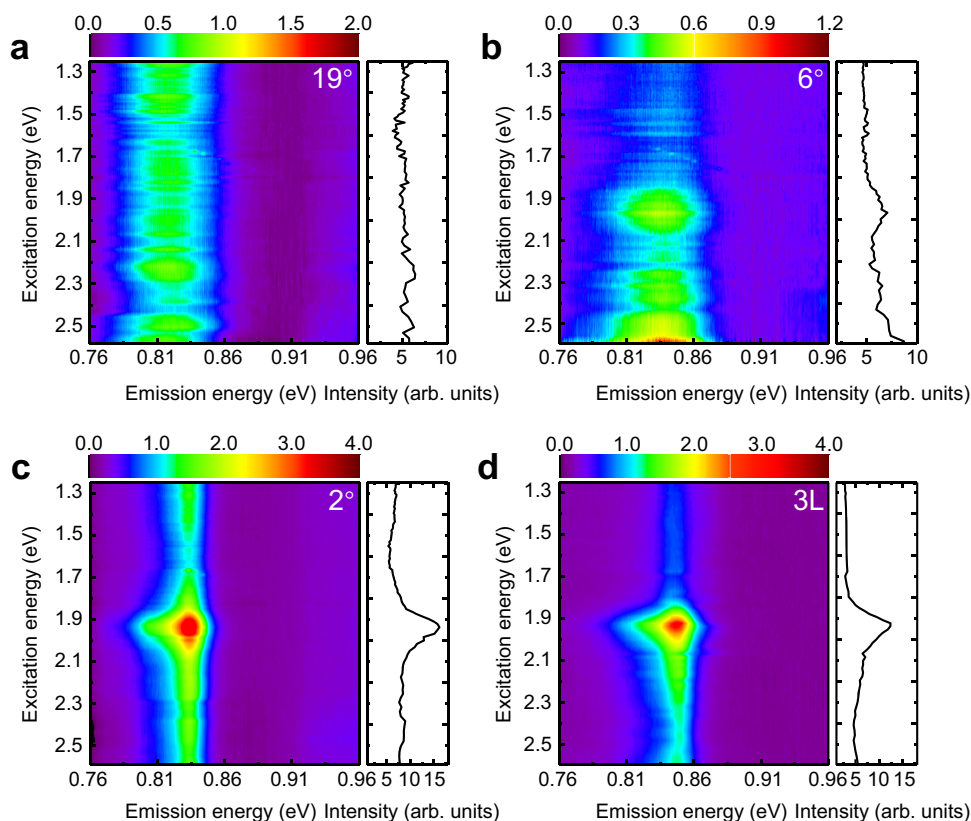 a
0.0 0.5 1.0 1.5 2.0
19°
Excitation energy (eV)
1.3
1.5
1.7
1.9
2.1
2.3
2.5
0.76 0.81 0.86 0.91 0.96 5 10
Emission energy (eV) Intensity (arb. units)
b
0.0 0.3 0.6 0.9 1.2
6°
Excitation energy (eV)
1.3
1.5
1.7
1.9
2.1
2.3
2.5
0.76 0.81 0.86 0.91 0.96 5 10
Emission energy (eV) Intensity (arb. units)
c
0.0 1.0 2.0 3.0 4.0
2°
Excitation energy (eV)
1.3
1.5
1.7
1.9
2.1
2.3
2.5
0.76 0.81 0.86 0.91 0.96 5 10 15
Emission energy (eV) Intensity (arb. units)
d
0.0 1.0 2.0 3.0 4.0
3L
Excitation energy (eV)
1.3
1.5
1.7
1.9
2.1
2.3
2.5
0.76 0.81 0.86 0.91 0.96 5 10 15
Emission energy (eV) Intensity (arb. units)